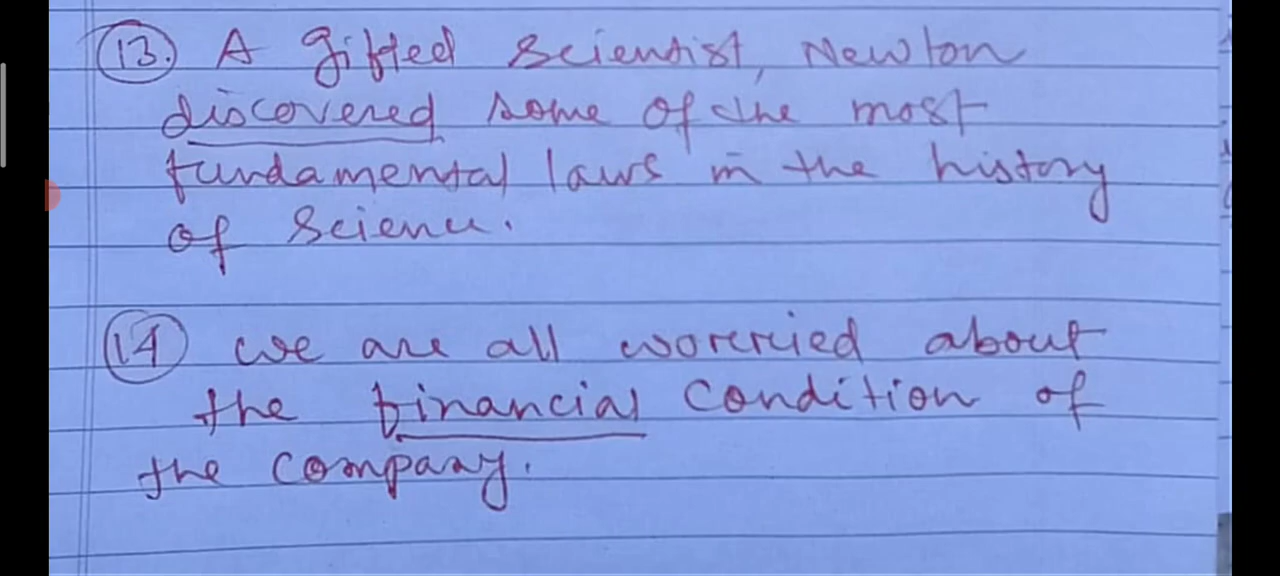 13. A gifted scientist, Newton
discovered some of the most
fundamental laws in the history
of science.
14 we are all worried about
the financial condition of
the company.